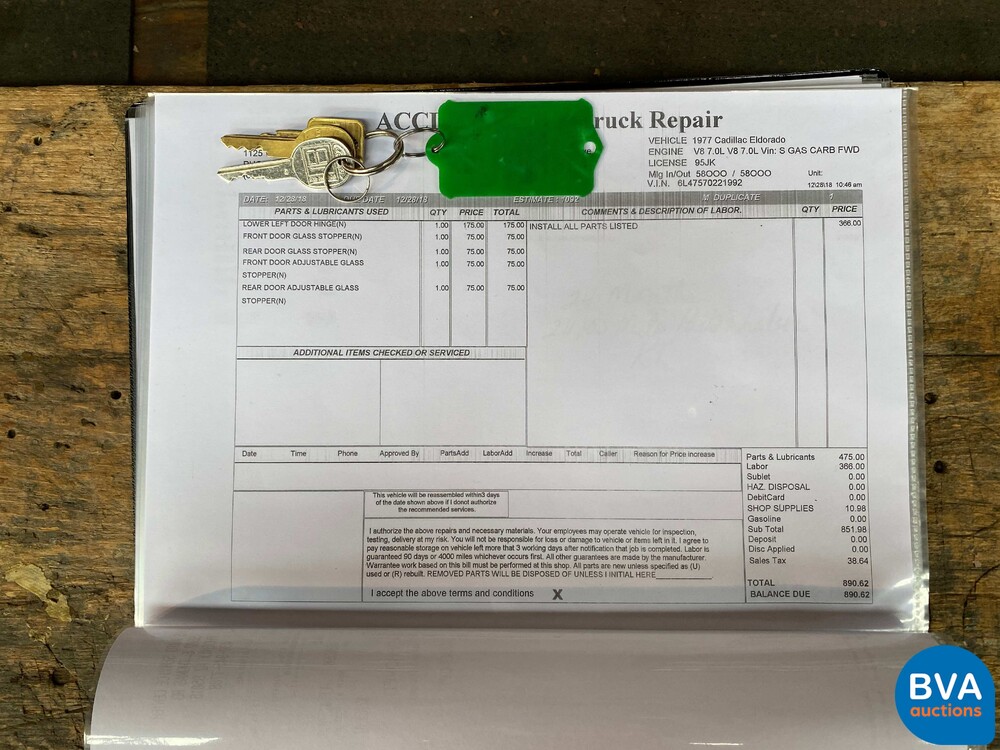 ACCI ruck Repair
1125
VEHICLE 1977 Cadillac Eldorado
ENGINE V8 7.0L V8 7.0L Vin: S GAS CARB FWD
LICENSE 95JK
Mlg In/Out 58OOO / 58OOO Unit:
V.I.N. 6L47570221992 12\28\18 10:46 am
DATE: 12/28/18 DATE 12/28/18 ESTIMATE : 1092 DUPLICATE 1
PARTS & LUBRICANTS USED QTY PRICE TOTAL COMMENTS & DESCRIPTION OF LABOR. QTY PRICE
LOWER LEFT DOOR HINGE(N) 1.00 175.00 175.00 INSTALL ALL PARTS LISTED 366.00
FRONT DOOR GLASS STOPPER(N) 1.00 75.00 75.00
REAR DOOR GLASS STOPPER(N) 1.00 75.00 75.00
FRONT DOOR ADJUSTABLE GLASS 1.00 75.00 75.00
STOPPER(N)
REAR DOOR ADJUSTABLE GLASS 1.00 75.00 75.00
STOPPER(N)
ADDITIONAL ITEMS CHECKED OR SERVICED
Date Time Phone Approved By PartsAdd LaborAdd Increase Total Caller Reason for Price increase
This vehicle will be reassembled within3 days
of the date shown above if I donot authorize
the recommended services.
I authorize the above repairs and necessary materials. Your employees may operate vehicle for inspection,
testing, delivery at my risk. You will not be responsible for loss or damage to vehicle or items left in it. I agree to
pay reasonable storage on vehicle left more that 3 working days after notification that job is completed. Labor is
guaranteed 90 days or 4000 miles whichever occurs first. All other guarantees are made by the manufacturer.
Warrantee work based on this bill must be performed at this shop. All parts are new unless specified as (U)
used or (R) rebuilt. REMOVED PARTS WILL BE DISPOSED OF UNLESS I INITIAL HERE
I accept the above terms and conditions X
Parts & Lubricants 475.00
Labor 366.00
Sublet 0.00
HAZ. DISPOSAL 0.00
DebitCard 0.00
SHOP SUPPLIES 10.98
Gasoline 0.00
Sub Total 851.98
Deposit 0.00
Disc Applied 0.00
Sales Tax 38.64
TOTAL 890.62
BALANCE DUE 890.62
BVA
auctions